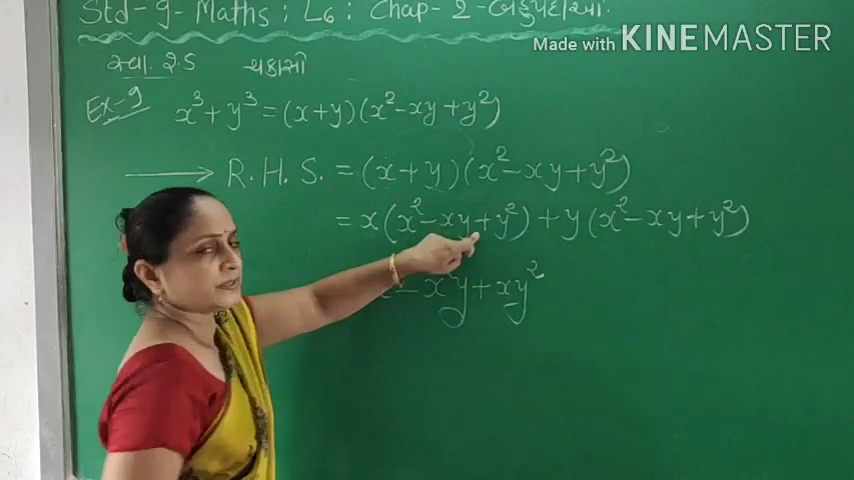 Std - 9 - Maths : L6 : Chap - 2 - બહુપદીઓ.
Made with KINEMASTER
સ્વા. 2.5 ચકાસો
Ex-9 x³ + y³ = (x+y)(x² - xy + y²)
→ R.H.S. = (x+y)(x² - xy + y²)
= x(x² - xy + y²) + y(x² - xy + y²)
- x²y + xy²